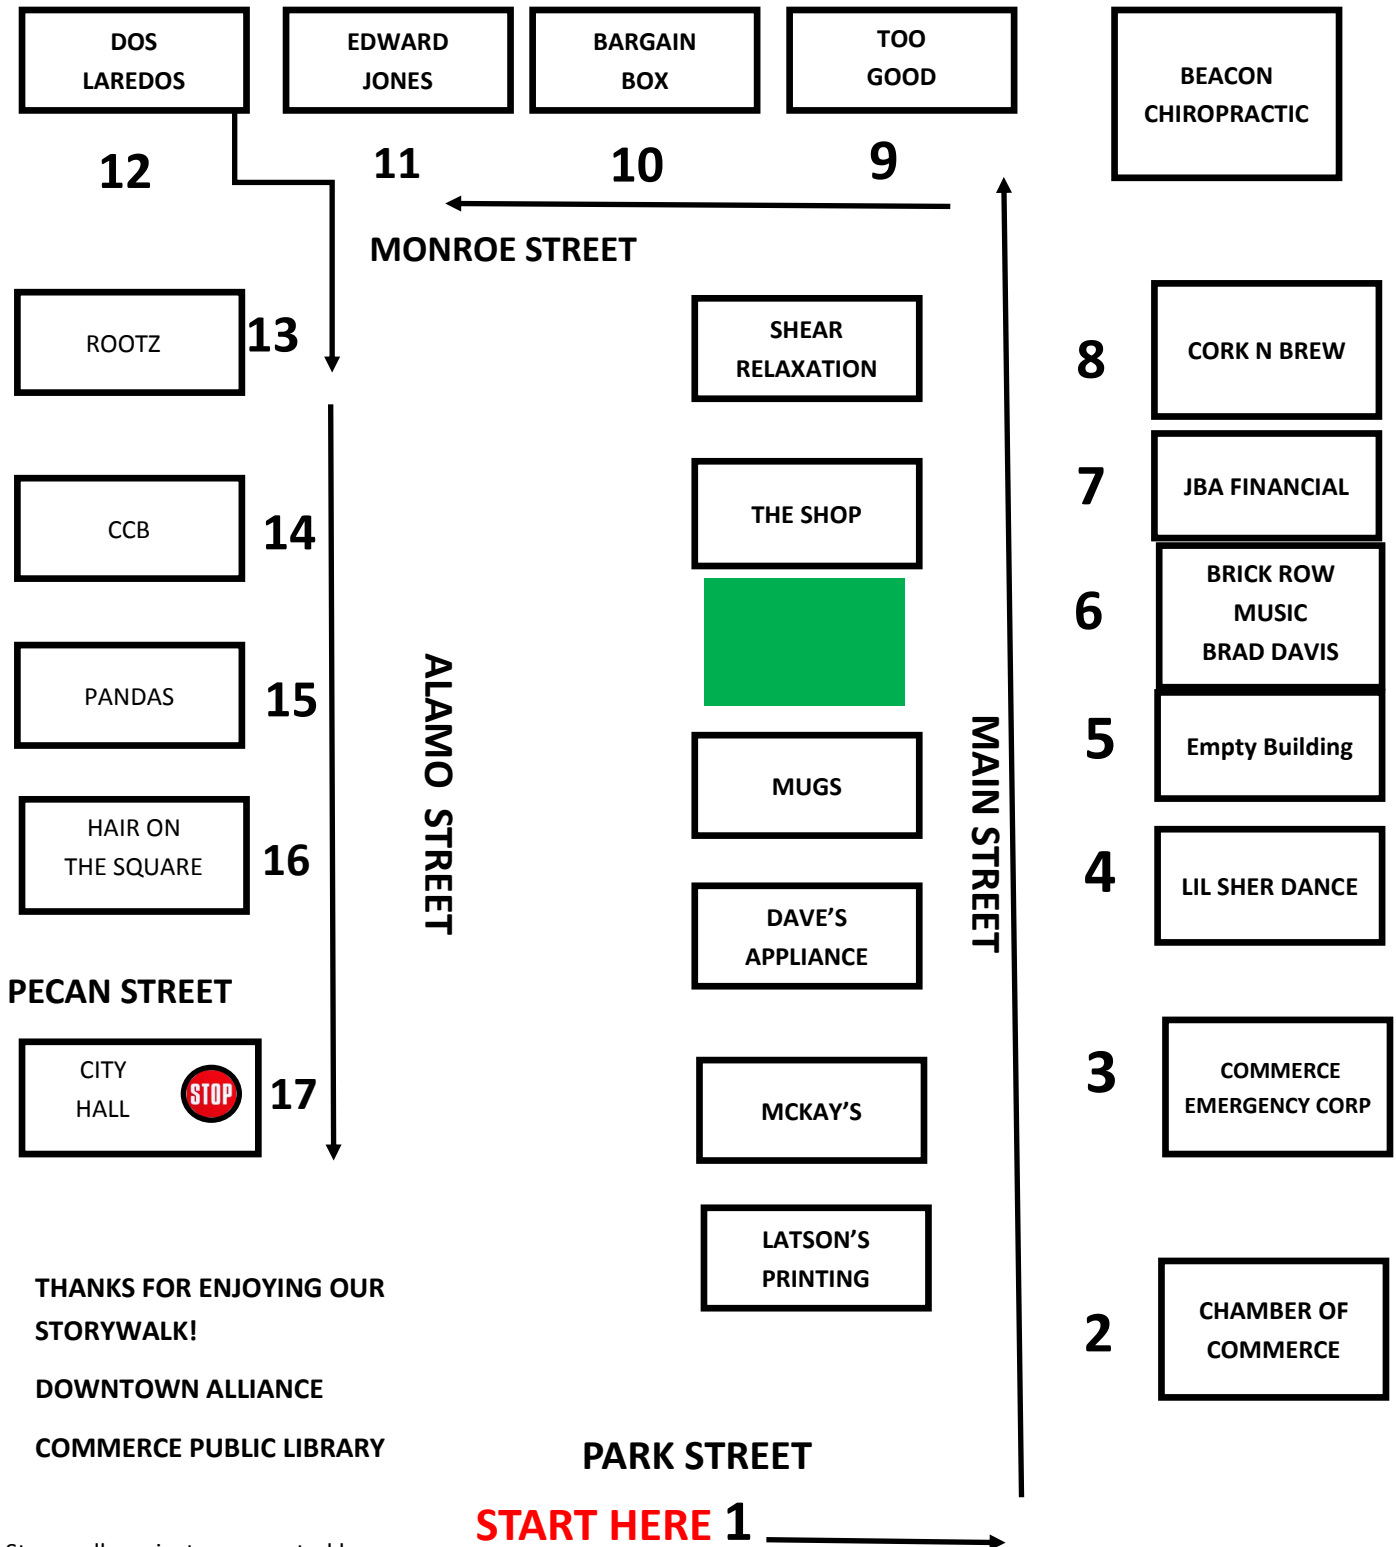 DOS
LAREDOS
EDWARD
JONES
BARGAIN
BOX
TOO
GOOD
BEACON
CHIROPRACTIC
12
11
10
9
MONROE STREET
ROOTZ
13
SHEAR
RELAXATION
8
CORK N BREW
CCB
14
THE SHOP
7
JBA FINANCIAL
6
BRICK ROW
MUSIC
BRAD DAVIS
PANDAS
15
ALAMO STREET
MUGS
MAIN STREET
5
Empty Building
HAIR ON
THE SQUARE
16
DAVE'S
APPLIANCE
4
LIL SHER DANCE
PECAN STREET
CITY
HALL
STOP
17
MCKAY'S
3
COMMERCE
EMERGENCY CORP
LATSON'S
PRINTING
2
CHAMBER OF
COMMERCE
THANKS FOR ENJOYING OUR
STORYWALK!
DOWNTOWN ALLIANCE
COMMERCE PUBLIC LIBRARY
PARK STREET
START HERE 1